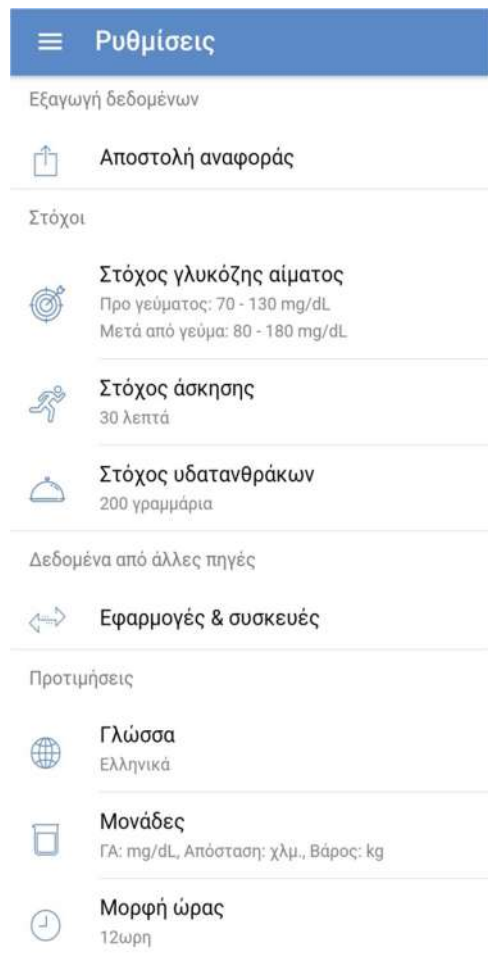 Ρυθμίσεις
Εξαγωγή δεδομένων
Αποστολή αναφοράς
Στόχοι
Στόχος γλυκόζης αίματος
Προ γεύματος: 70 - 130 mg/dL
Μετά από γεύμα: 80 - 180 mg/dL
Στόχος άσκησης
30 λεπτά
Στόχος υδατανθράκων
200 γραμμάρια
Δεδομένα από άλλες πηγές
Εφαρμογές & συσκευές
Προτιμήσεις
Γλώσσα
Ελληνικά
Μονάδες
ΓΑ: mg/dL, Απόσταση: χλμ., Βάρος: kg
Μορφή ώρας
12ωρη